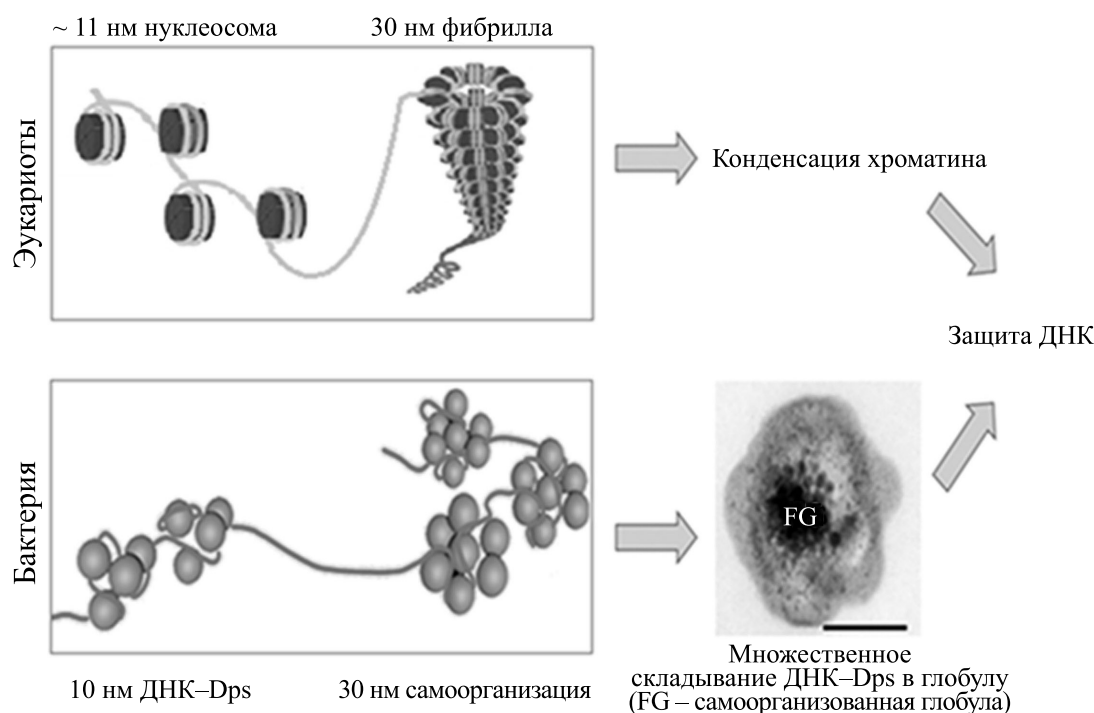 ~ 11 нм нуклеосома
30 нм фибрилла
Эукариоты
Конденсация хроматина
Защита ДНК
Бактерия
FG
10 нм ДНК–Dps
30 нм самоорганизация
Множественное
складывание ДНК–Dps в глобулу
(FG – самоорганизованная глобула)